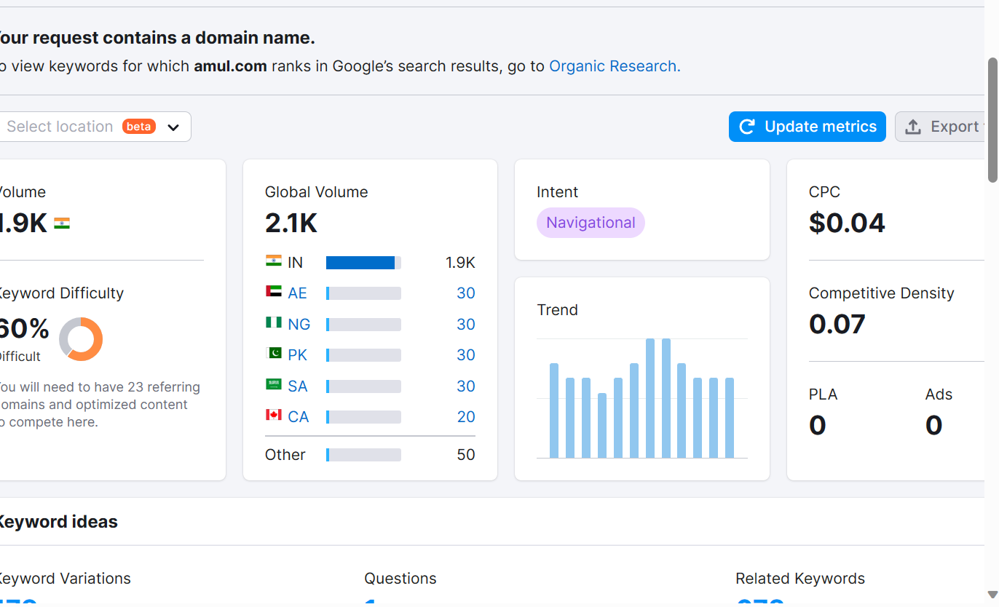 our request contains a domain name.
o view keywords for which amul.com ranks in Google’s search results, go to Organic Research.
Select location beta
Update metrics
Export
Volume
1.9K
Keyword Difficulty
60%
Difficult
You will need to have 23 referring
domains and optimized content
to compete here.
Global Volume
2.1K
IN 1.9K
AE 30
NG 30
PK 30
SA 30
CA 20
Other 50
Intent
Navigational
Trend
CPC
$0.04
Competitive Density
0.07
PLA Ads
0 0
Keyword ideas
Keyword Variations
Questions
Related Keywords